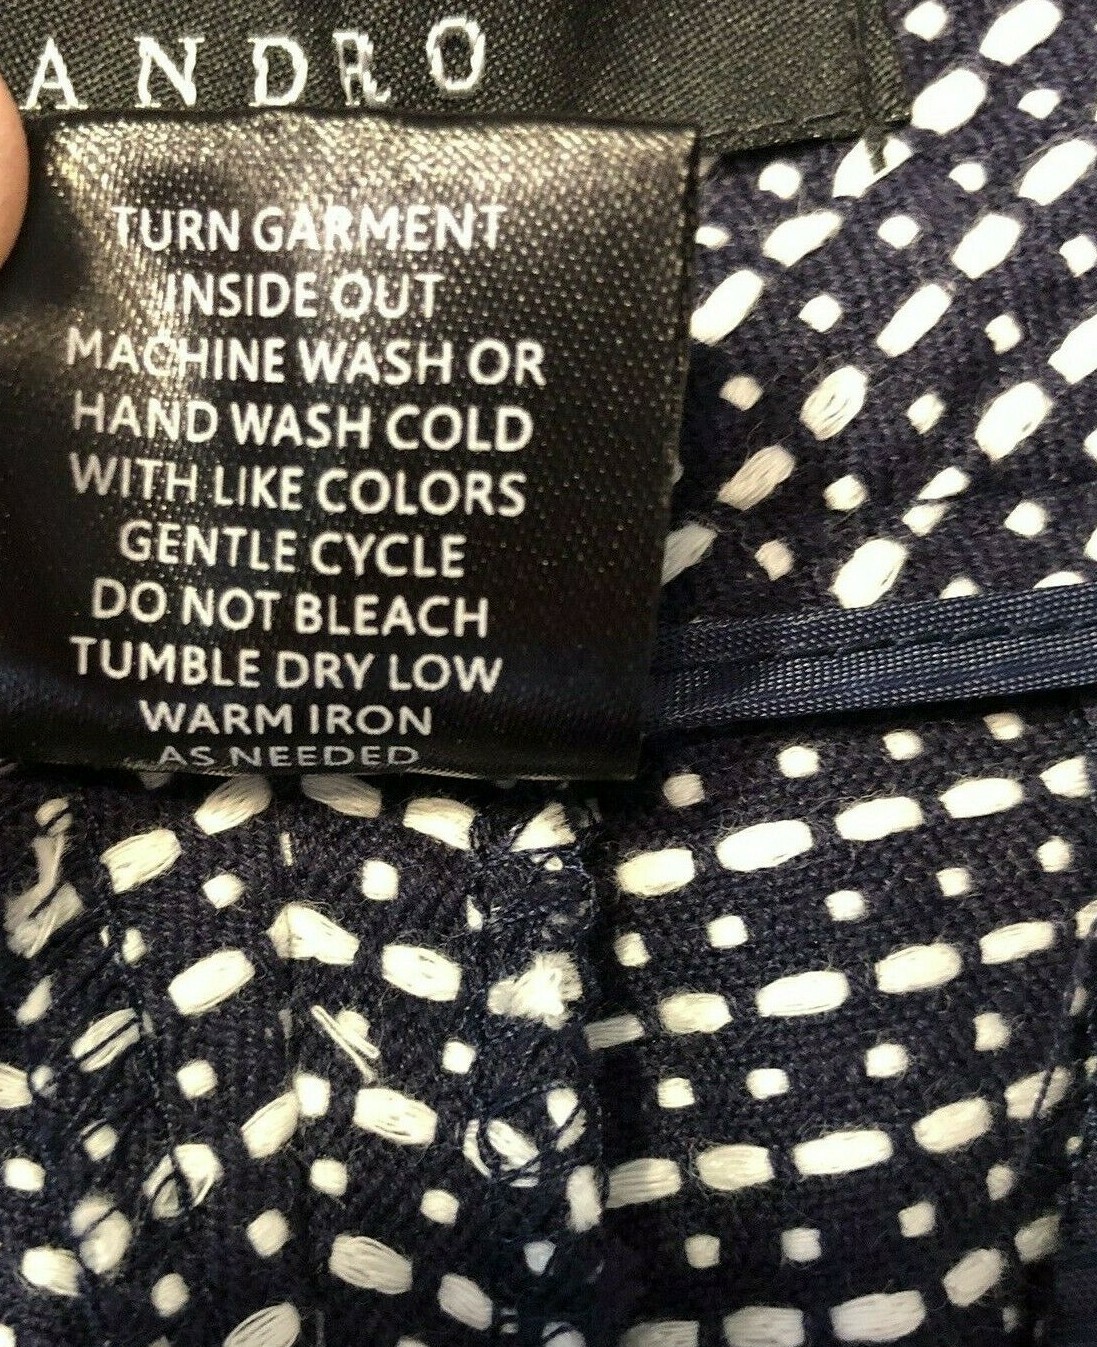 ANDRO
TURN GARMENT
INSIDE OUT
MACHINE WASH OR
HAND WASH COLD
WITH LIKE COLORS
GENTLE CYCLE
DO NOT BLEACH
TUMBLE DRY LOW
WARM IRON
AS NEEDED